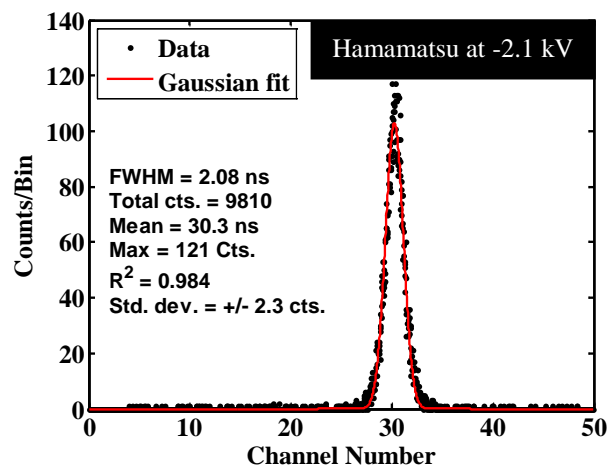 140
120
100
80
60
40
20
0
Counts/Bin
Data
Gaussian fit
Hamamatsu at -2.1 kV
FWHM = 2.08 ns
Total cts. = 9810
Mean = 30.3 ns
Max = 121 Cts.
R² = 0.984
Std. dev. = +/- 2.3 cts.
0 10 20 30 40 50
Channel Number